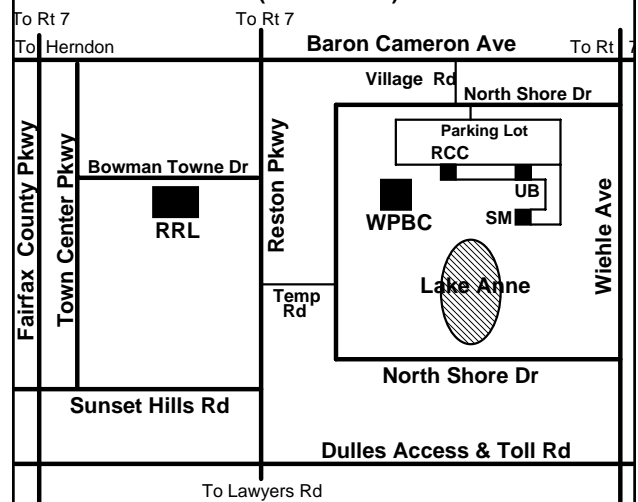 To Rt 7
To Rt 7
To Herndon
Baron Cameron Ave
To Rt 7
Village Rd
North Shore Dr
Parking Lot
RCC
Bowman Towne Dr
UB
WPBC
SM
RRL
Fairfax County Pkwy
Town Center Pkwy
Reston Pkwy
Wiehle Ave
Lake Anne
Temp
Rd
North Shore Dr
Sunset Hills Rd
Dulles Access & Toll Rd
To Lawyers Rd